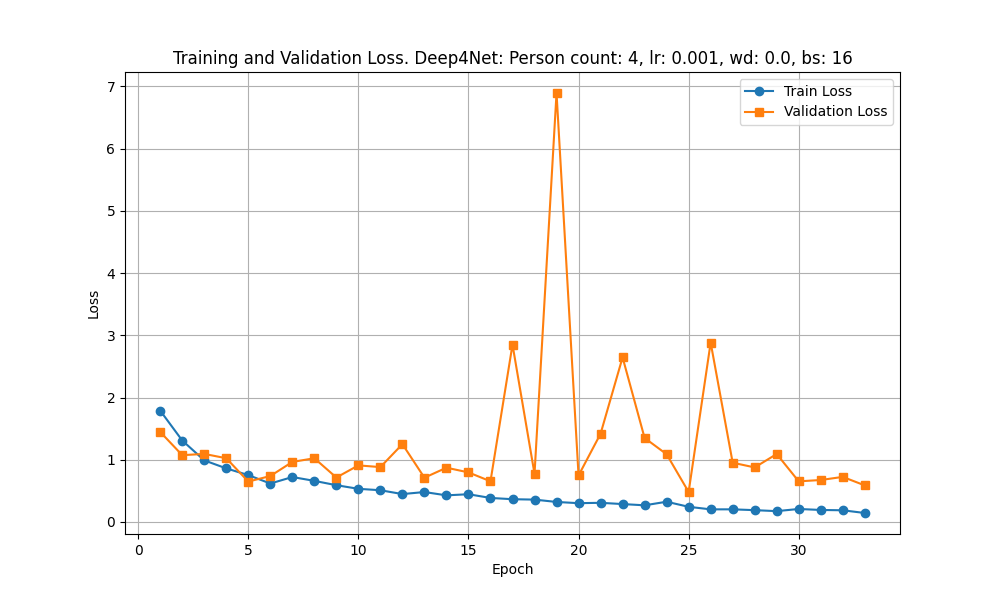 Training and Validation Loss. Deep4Net: Person count: 4, lr: 0.001, wd: 0.0, bs: 16
Train Loss
Validation Loss
7
6
5
4
3
2
1
0
Loss
0 5 10 15 20 25 30
Epoch